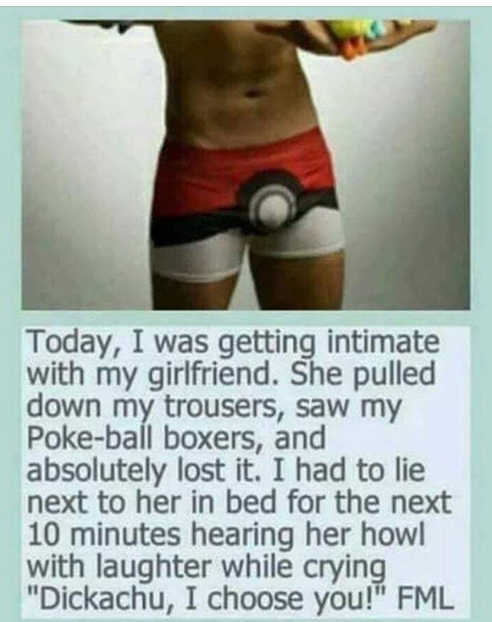 Today, I was getting intimate
with my girlfriend. She pulled
down my trousers, saw my
Poke-ball boxers, and
absolutely lost it. I had to lie
next to her in bed for the next
10 minutes hearing her howl
with laughter while crying
"Dickachu, I choose you!" FML